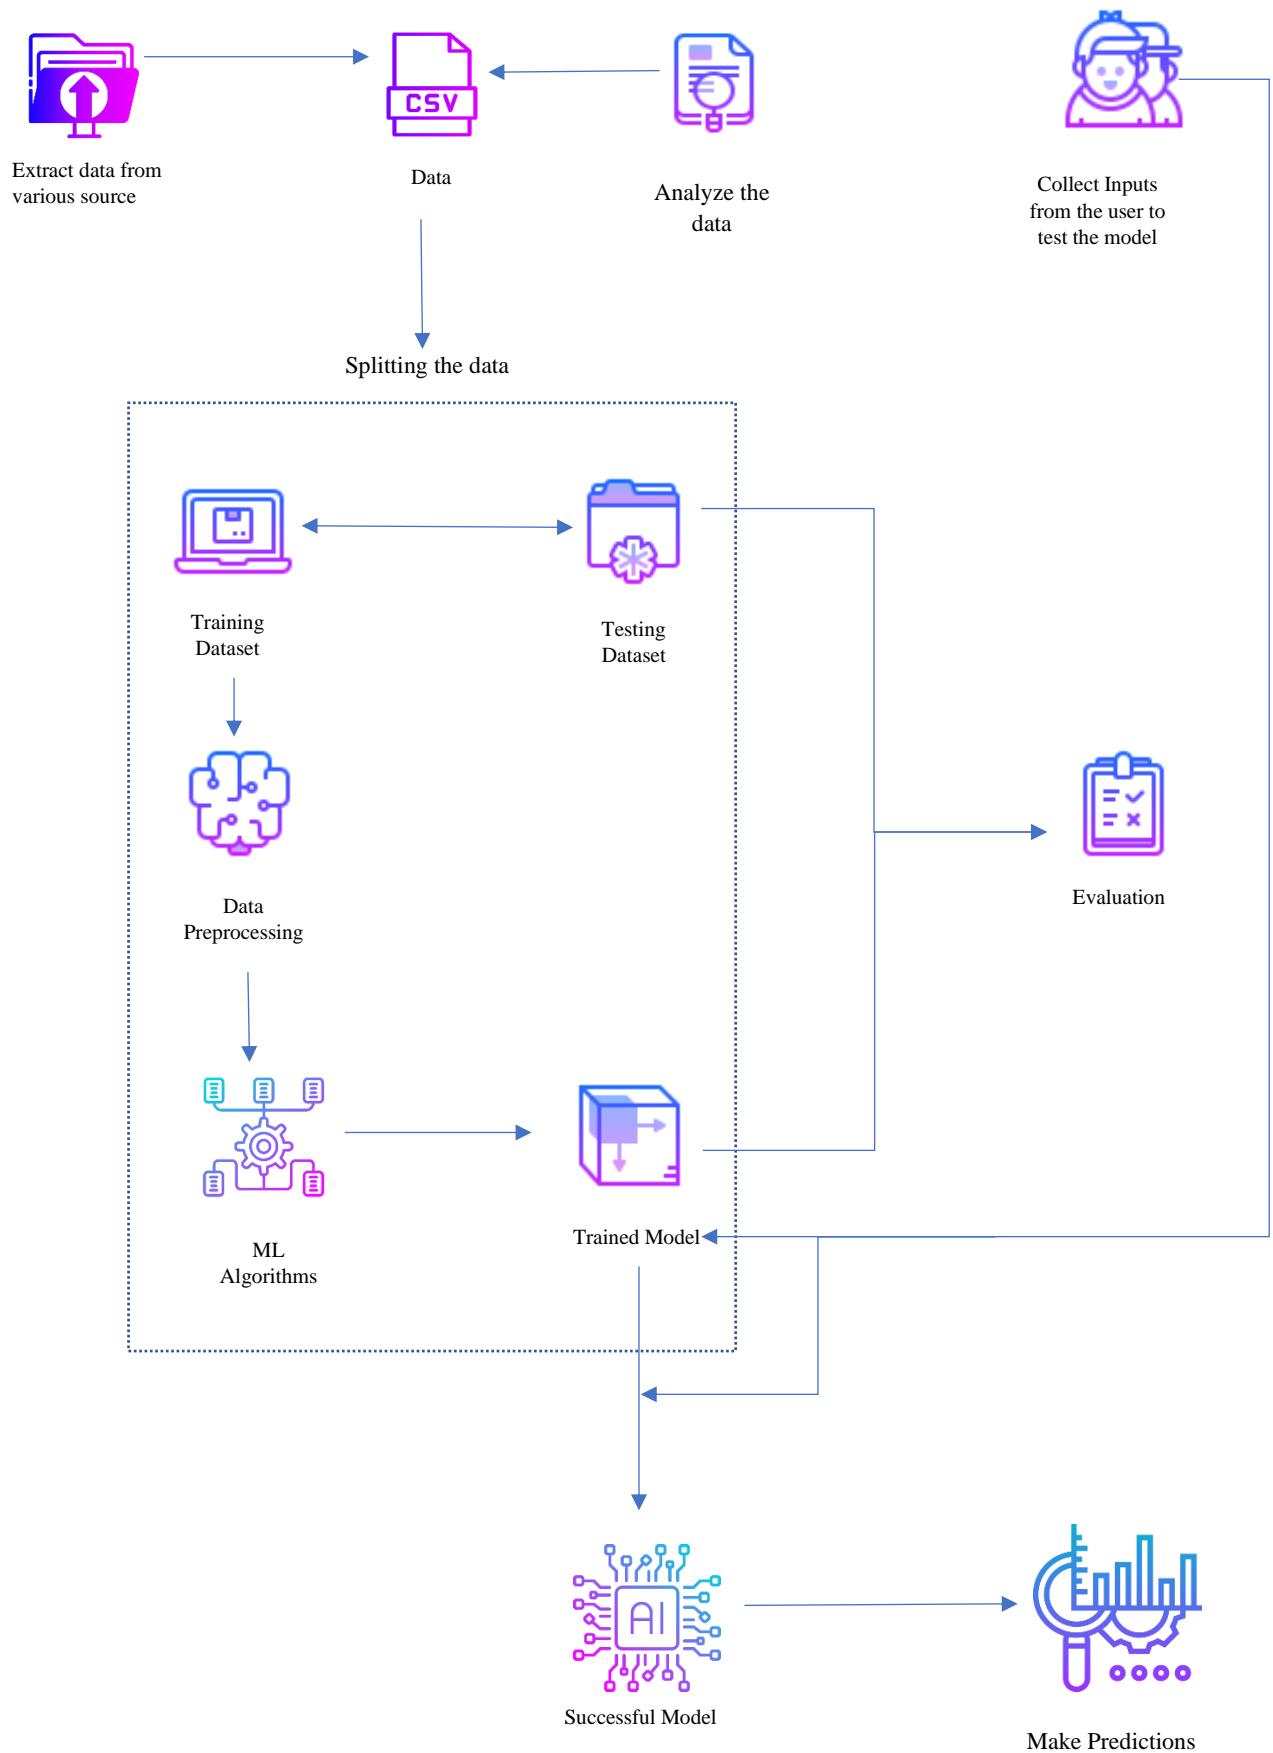 CSV
Extract data from
various source
Data
Analyze the
data
Collect Inputs
from the user to
test the model
Splitting the data
Training
Dataset
Testing
Dataset
Data
Preprocessing
Evaluation
ML
Algorithms
Trained Model
AI
Successful Model
Make Predictions